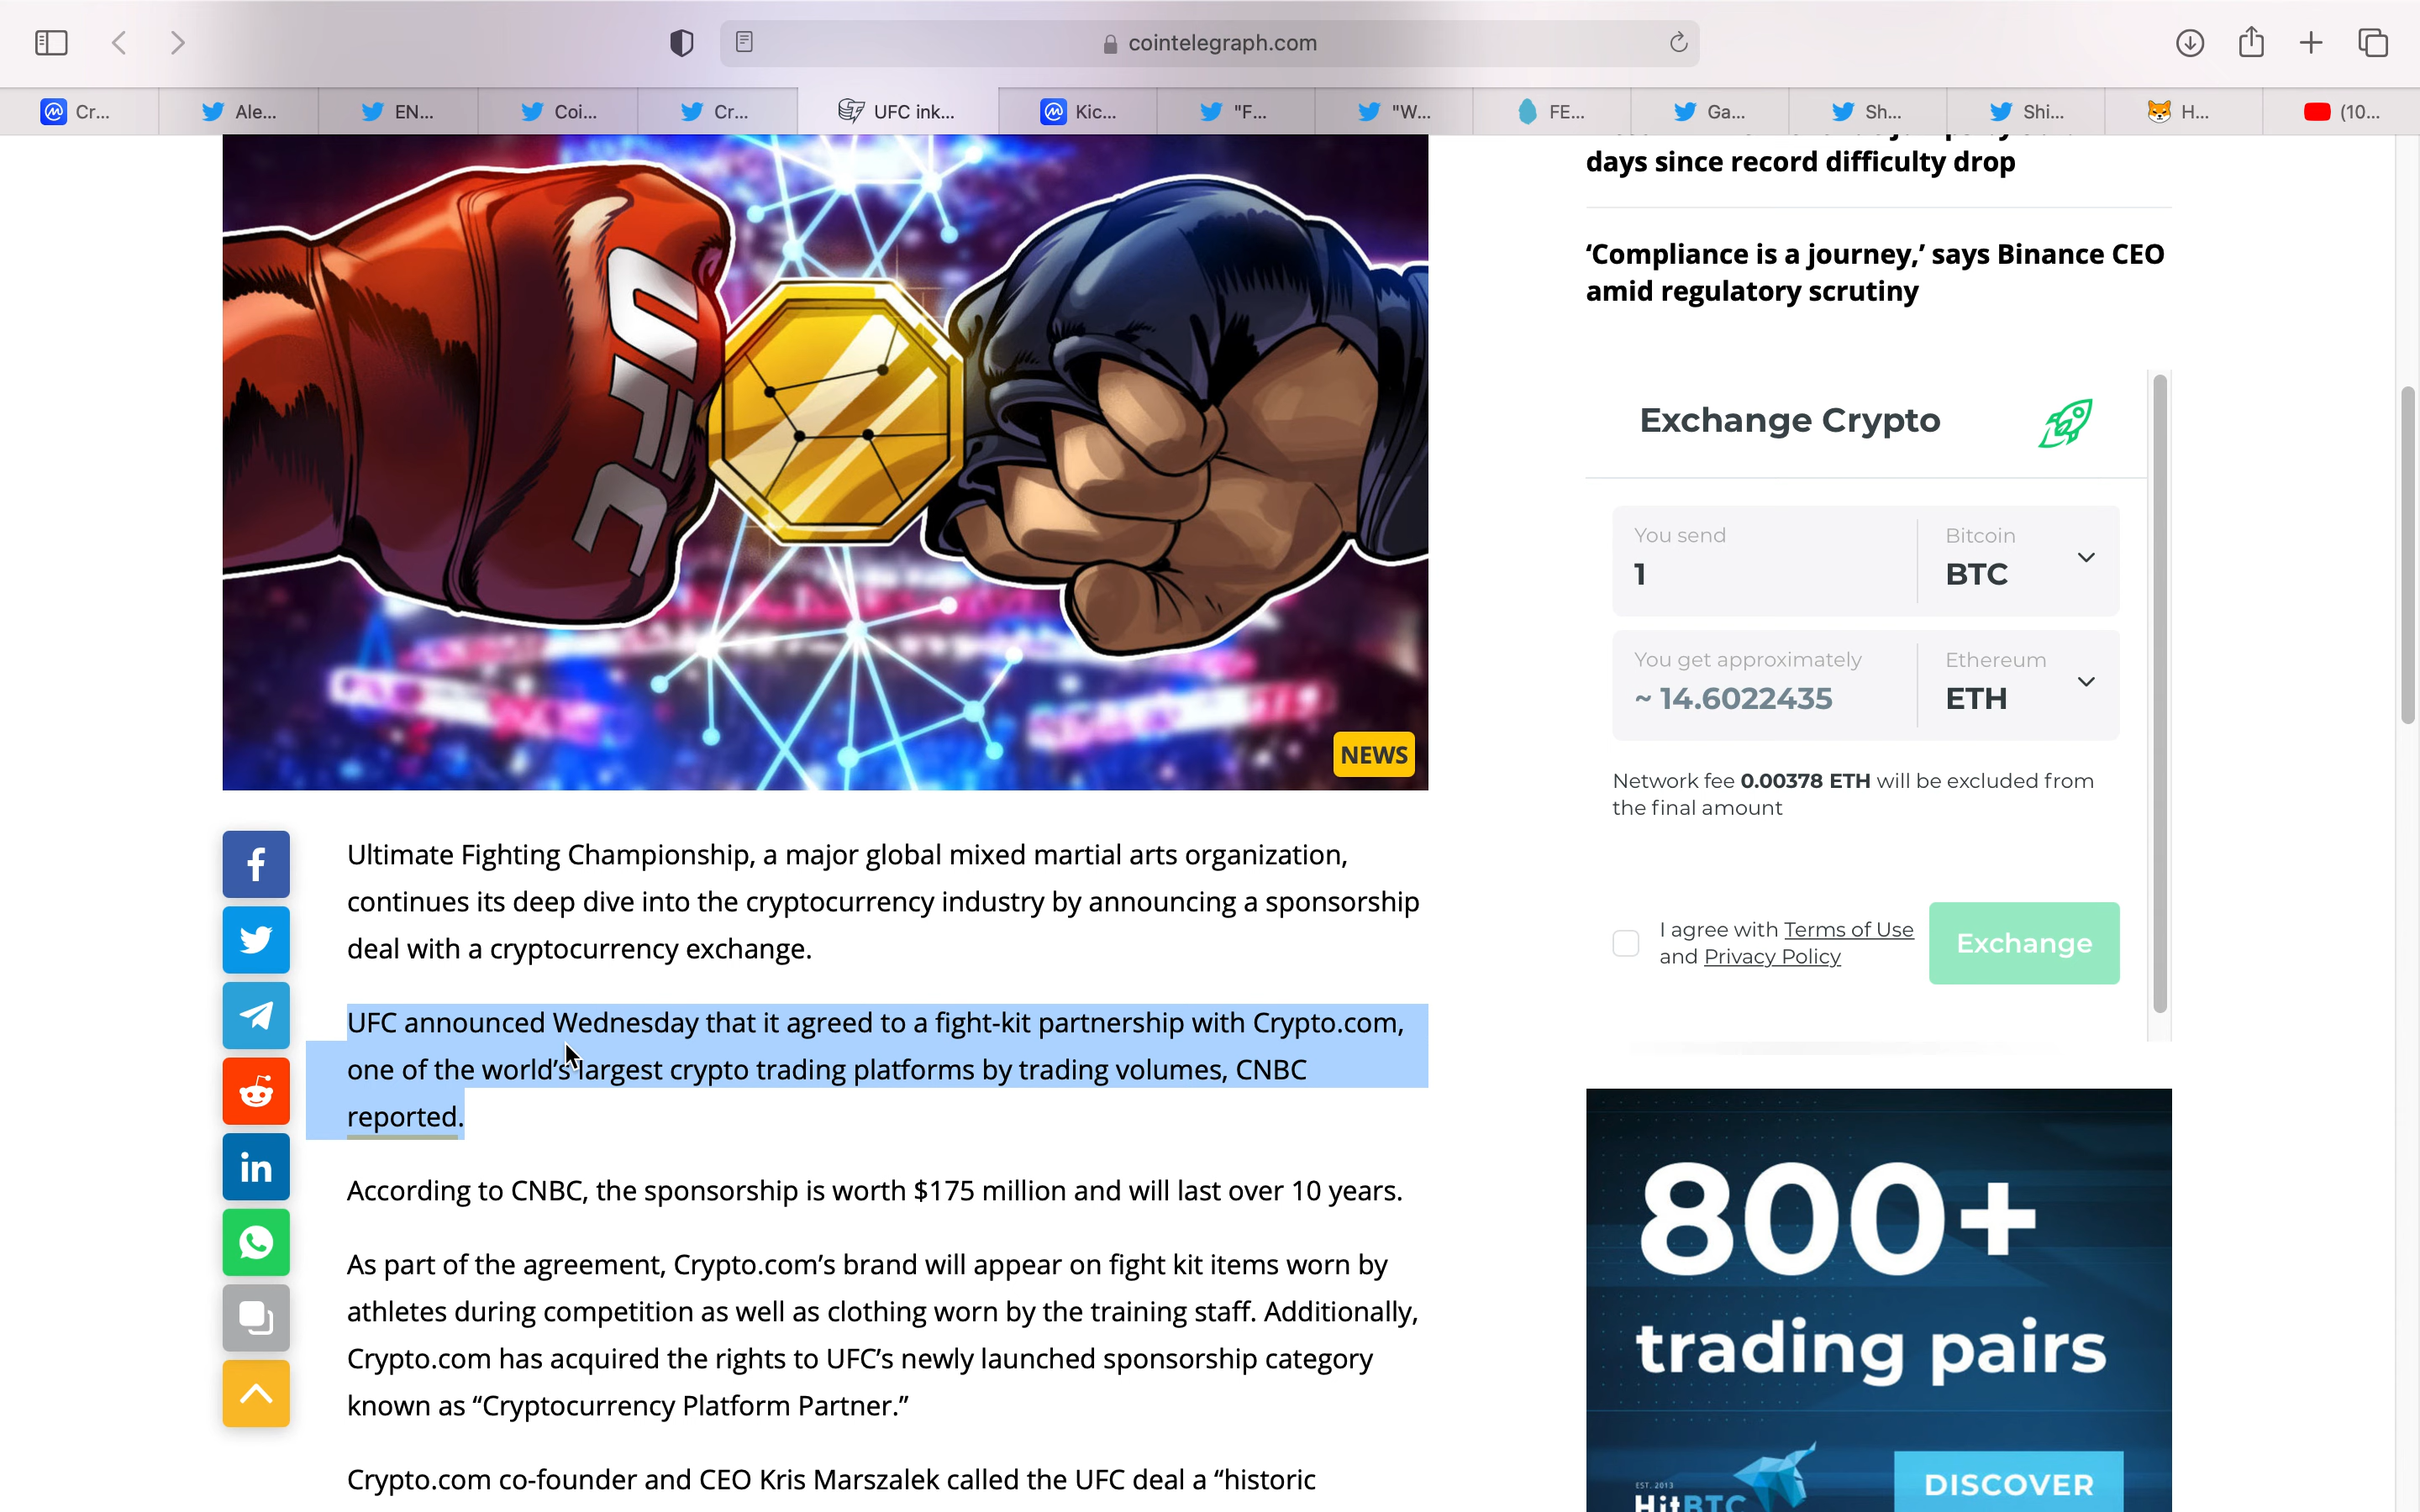 cointelegraph.com
Cr...
Ale...
EN...
Coi...
Cr...
UFC ink...
Kic...
"F...
"W...
FE...
Ga...
Sh...
Shi...
H...
(10...
UFC
NEWS
Ultimate Fighting Championship, a major global mixed martial arts organization,
continues its deep dive into the cryptocurrency industry by announcing a sponsorship
deal with a cryptocurrency exchange.
UFC announced Wednesday that it agreed to a fight-kit partnership with Crypto.com,
one of the world’s largest crypto trading platforms by trading volumes, CNBC
reported.
According to CNBC, the sponsorship is worth $175 million and will last over 10 years.
As part of the agreement, Crypto.com’s brand will appear on fight kit items worn by
athletes during competition as well as clothing worn by the training staff. Additionally,
Crypto.com has acquired the rights to UFC’s newly launched sponsorship category
known as “Cryptocurrency Platform Partner.”
Crypto.com co-founder and CEO Kris Marszalek called the UFC deal a “historic
days since record difficulty drop
‘Compliance is a journey,’ says Binance CEO
amid regulatory scrutiny
Exchange Crypto
You send
1
Bitcoin
BTC
You get approximately
~ 14.6022435
Ethereum
ETH
Network fee 0.00378 ETH will be excluded from
the final amount
I agree with Terms of Use
and Privacy Policy
Exchange
800+
trading pairs
EST. 2013
HitBTC
DISCOVER